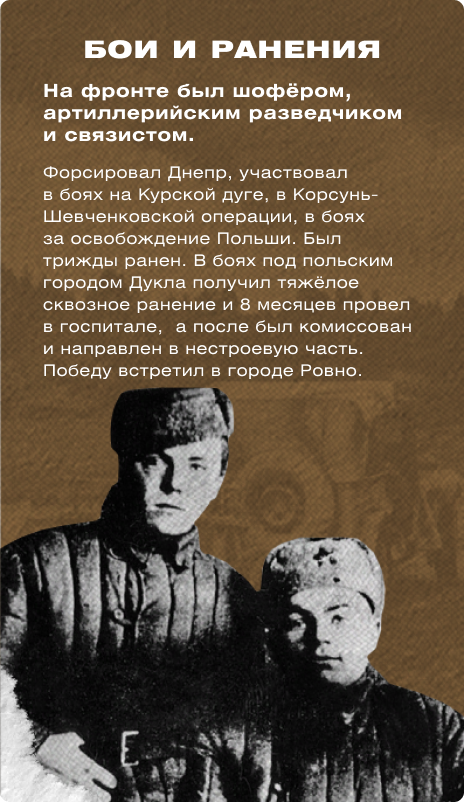 БОИ И РАНЕНИЯ
На фронте был шофёром,
артиллерийским разведчиком
и связистом.
Форсировал Днепр, участвовал
в боях на Курской дуге, в Корсунь-
Шевченковской операции, в боях
за освобождение Польши. Был
трижды ранен. В боях под польским
городом Дукла получил тяжёлое
сквозное ранение и 8 месяцев провел
в госпитале,  а после был комиссован
и направлен в нестроевую часть.
Победу встретил в городе Ровно.